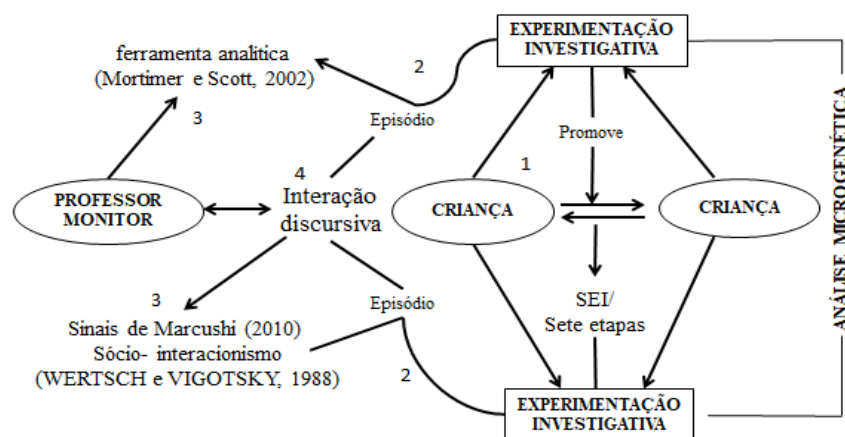 EXPERIMENTAÇÃO
INVESTIGATIVA
ferramenta analitica
(Mortimer e Scott, 2002)
2
3
Episódio
Promove
4
1
PROFESSOR
MONITOR
Interação
discursiva
CRIANÇA
CRIANÇA
ANÁLISE MICROGENÉTICA
3
Episódio
SEI/
Sete etapas
Sinais de Marcushi (2010)
Sócio- interacionismo
(WERTSCH e VIGOTSKY, 1988)
2
EXPERIMENTAÇÃO
INVESTIGATIVA